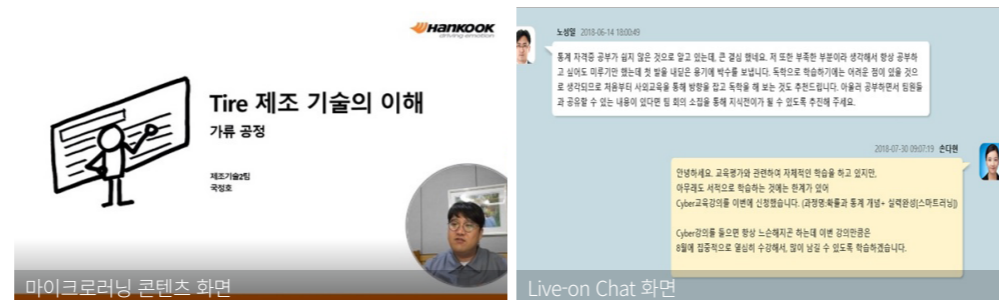 Hankook
driving emotion
Tire 제조 기술의 이해
가류 공정
제조기술2팀
국정호
마이크로러닝 콘텐츠 화면
노성열 2018-06-14 18:00:49
통계 자격증 공부가 쉽지 않은 것으로 알고 있는데, 큰 결심 했네요. 저 또한 부족한 부분이라 생각해서 항상 공부하
고 싶어도 미루기만 했는데 첫 발을 내딛은 용기에 박수를 보냅니다. 독학으로 학습하기에는 어려운 점이 있을 것으
로 생각되므로 처음부터 사외교육을 통해 방향을 잡고 독학을 해 보는 것도 추천드립니다. 아울러 공부하면서 팀원들
과 공유할 수 있는 내용이 있다면 팀 회의 소집을 통해 지식전이가 될 수 있도록 추진해 주세요.
2018-07-30 09:07:19 손다현
안녕하세요. 교육평가와 관련하여 자체적인 학습을 하고 있지만,
아무래도 서적으로 학습하는 것에는 한계가 있어
Cyber교육강의를 이번에 신청했습니다. (과정명:확률과 통계 개념+ 실력완성[스마트러닝])
Cyber강의를 들으면 항상 느슨해지곤 하는데 이번 강의만큼은
8월에 집중적으로 열심히 수강해서, 많이 남길 수 있도록 학습하겠습니다.
Live-on Chat 화면